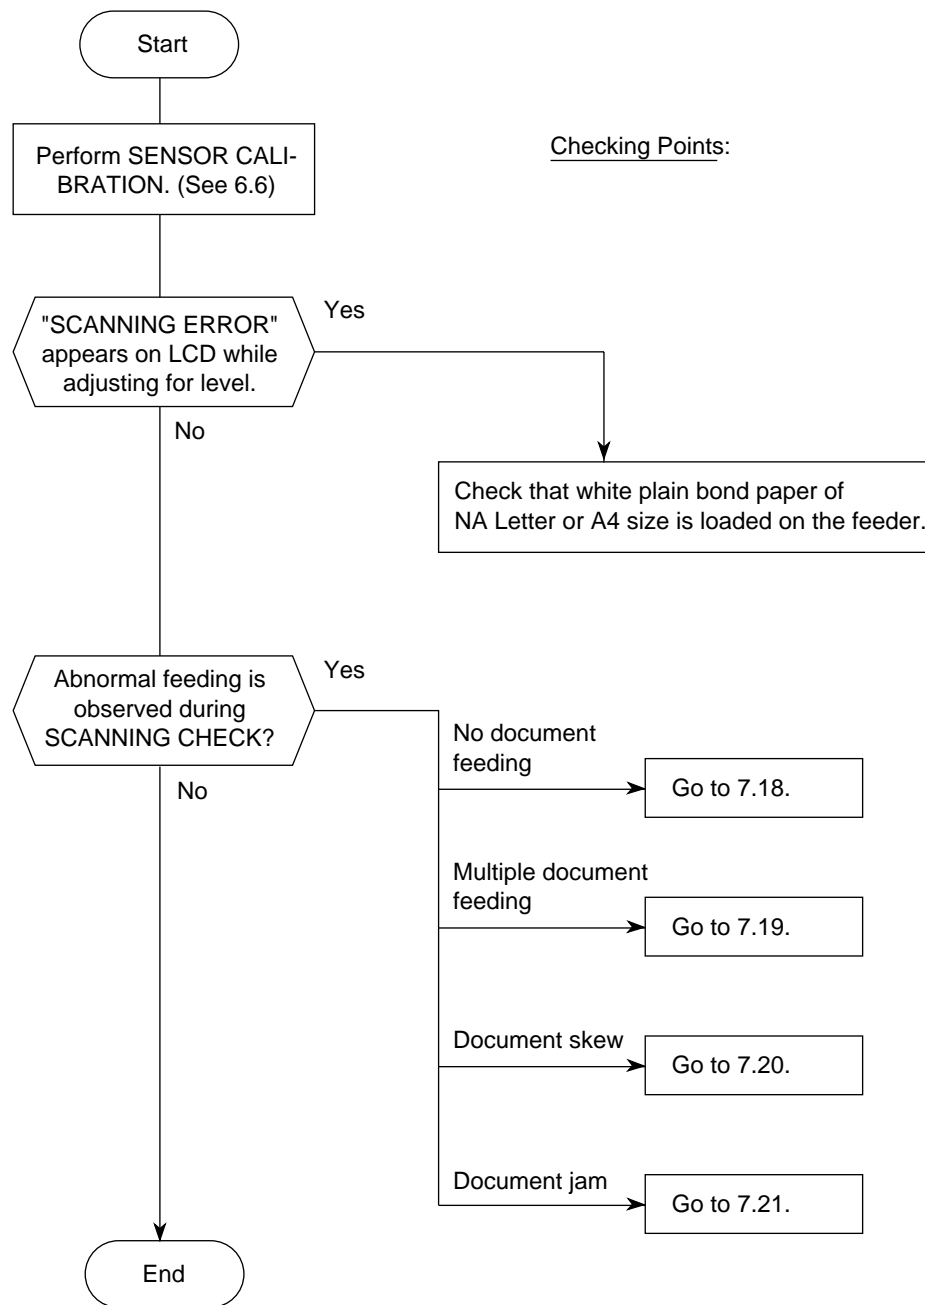 Start
Perform SENSOR CALI-
BRATION. (See 6.6)
Checking Points:
"SCANNING ERROR"
appears on LCD while
adjusting for level.
Yes
No
Check that white plain bond paper of
NA Letter or A4 size is loaded on the feeder.
Abnormal feeding is
observed during
SCANNING CHECK?
Yes
No
No document
feeding
Go to 7.18.
Multiple document
feeding
Go to 7.19.
Document skew
Go to 7.20.
Document jam
Go to 7.21.
End